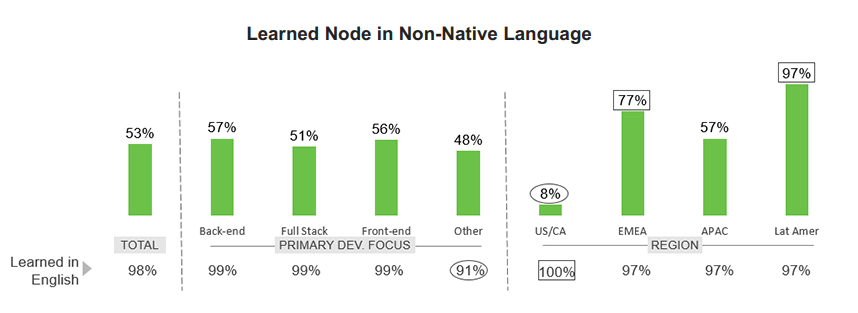 Learned Node in Non-Native Language
53% 57% 51% 56% 48% 8% 77% 57% 97%
Back-end Full Stack Front-end Other US/CA EMEA APAC Lat Amer
TOTAL PRIMARY DEV. FOCUS REGION
Learned in
English
98% 99% 99% 99% 91% 100% 97% 97% 97%